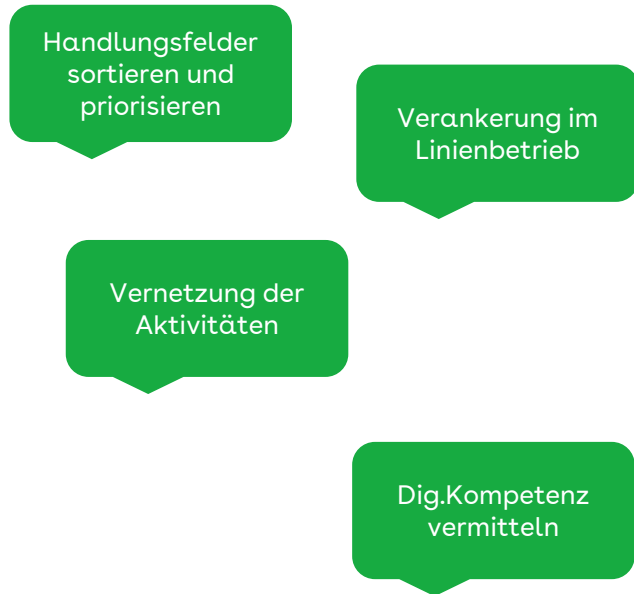 Handlungsfelder
sortieren und
priorisieren
Verankerung im
Linienbetrieb
Vernetzung der
Aktivitäten
Dig.Kompetenz
vermitteln